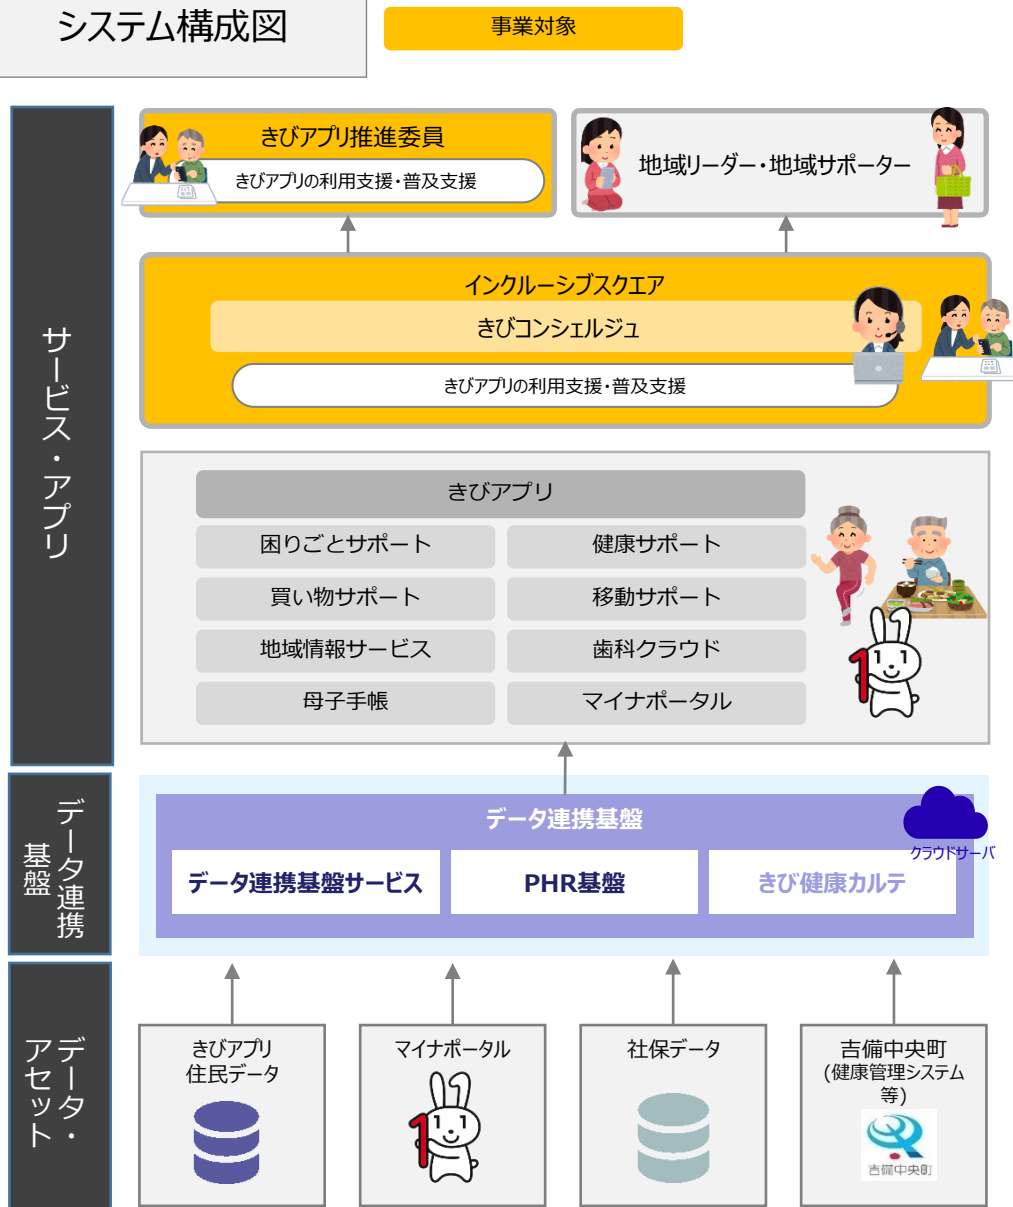 システム構成図
事業対象
サービス・アプリ
きびアプリ推進委員
きびアプリの利用支援・普及支援
地域リーダー・地域サポーター
インクルーシブスクエア
きびコンシェルジュ
きびアプリの利用支援・普及支援
きびアプリ
困りごとサポート
健康サポート
買い物サポート
移動サポート
地域情報サービス
歯科クラウド
母子手帳
マイナポータル
データ連携
基盤
データ連携基盤
クラウドサーバ
データ連携基盤サービス
PHR基盤
きび健康カルテ
データ・
アセット
きびアプリ
住民データ
マイナポータル
社保データ
吉備中央町
(健康管理システム
等)
吉備中央町